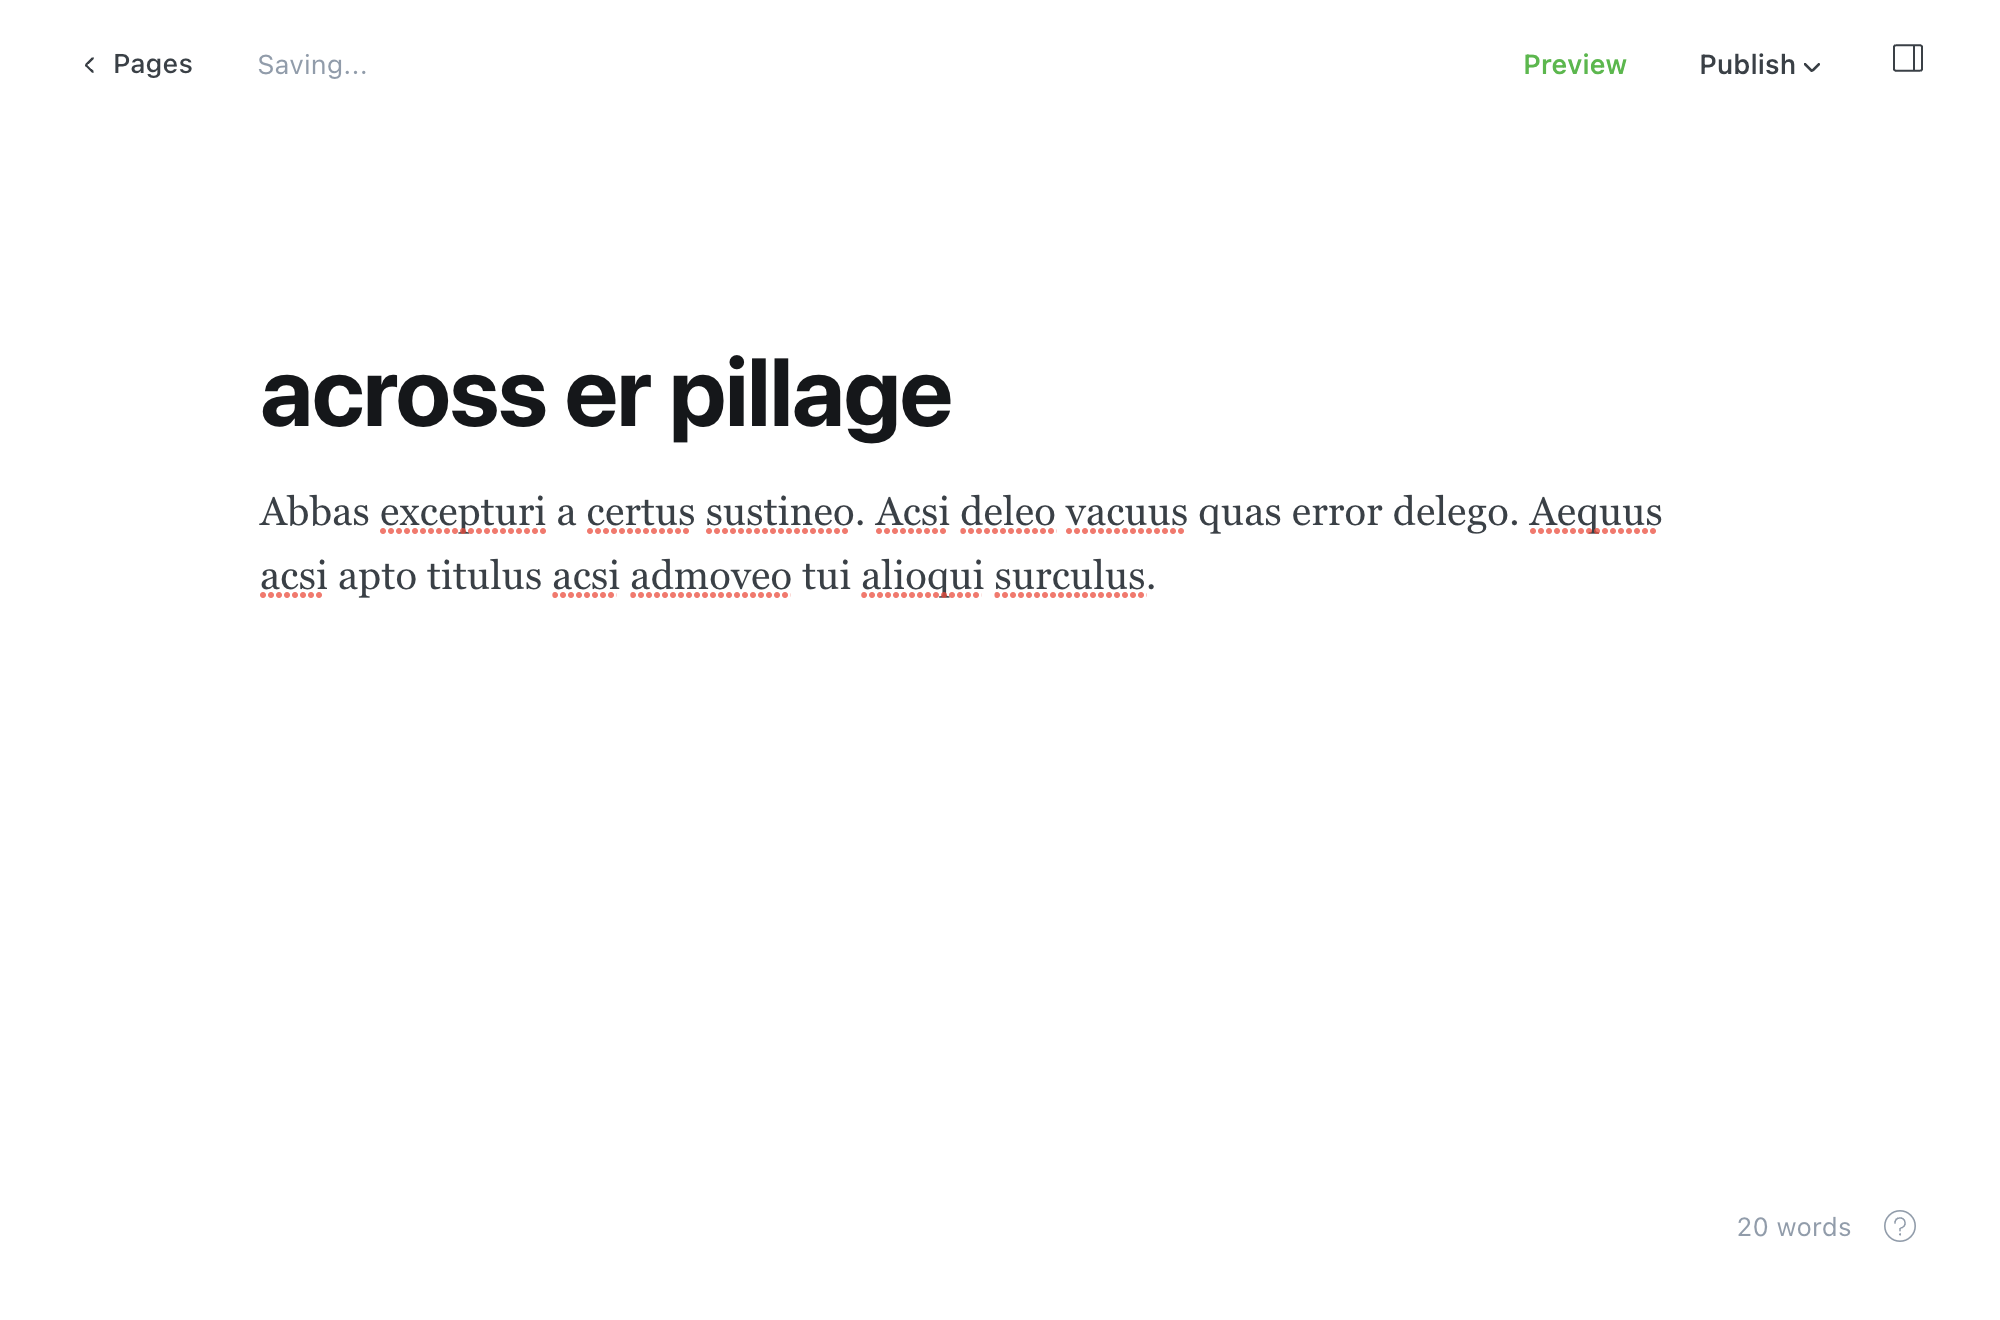 Pages
Saving...
Preview
Publish
across er pillage
Abbas excepturi a certus sustineo. Acsi deleo vacuus quas error delego. Aequus
acsi apto titulus acsi admoveo tui alioqui surculus.
20 words
?